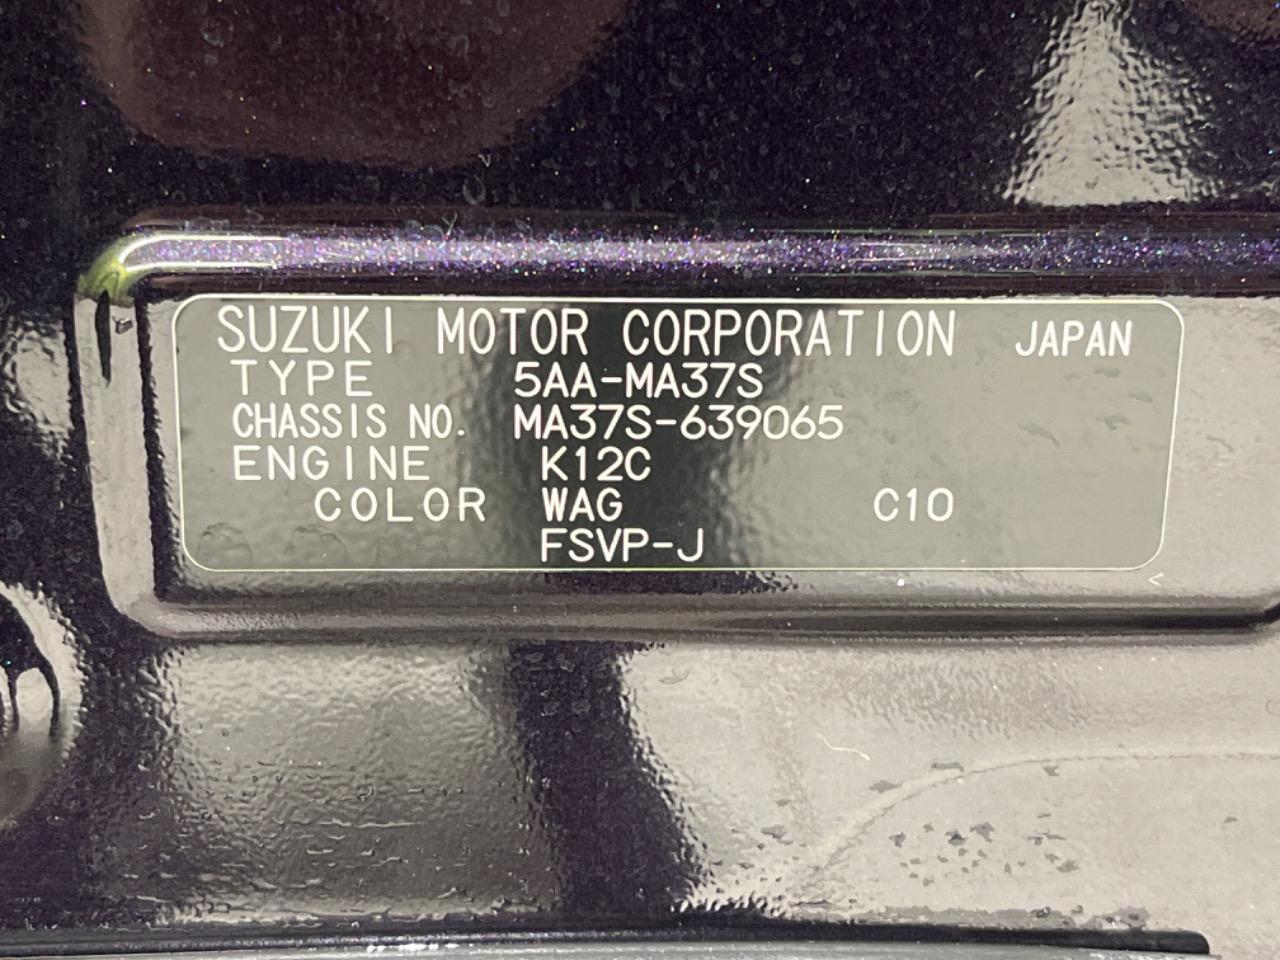 SUZUKI MOTOR CORPORATION JAPAN
TYPE 5AA-MA37S
CHASSIS NO. MA37S-639065
ENGINE K12C
COLOR WAG C10
FSVP-J